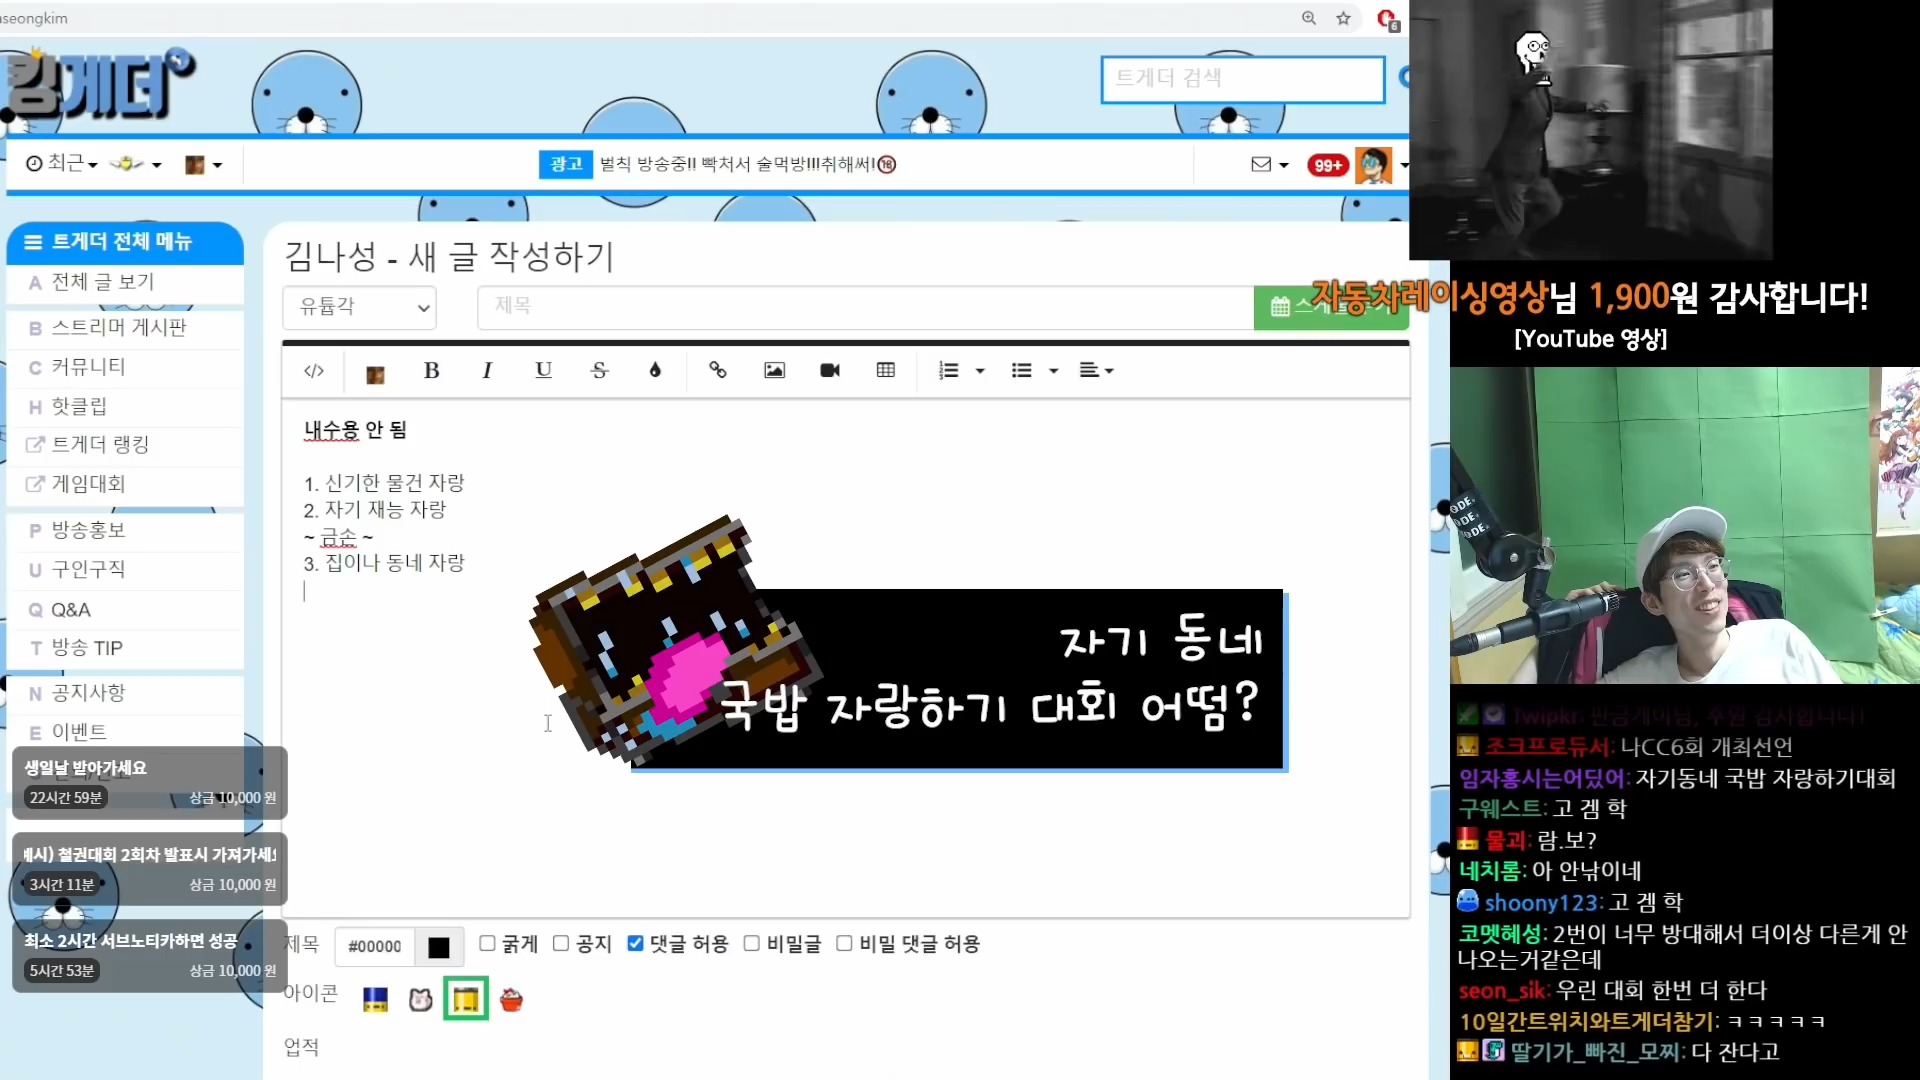 seongkim
킹게더
트게더 검색
6
최근
광고 벌칙 방송중!! 빡처서 술먹방!!!취해써!
99+
트게더 전체 메뉴
A 전체 글 보기
B 스트리머 게시판
C 커뮤니티
H 핫클립
트게더 랭킹
게임대회
P 방송홍보
U 구인구직
Q Q&A
T 방송 TIP
N 공지사항
E 이벤트
생일날 받아가세요
22시간 59분 상금 10,000 원
철권대회 2회차 발표시 가져가세요
3시간 11분 상금 10,000 원
최소 2시간 서브노티카하면 성공
5시간 53분 상금 10,000 원
김나성 - 새 글 작성하기
유튭각
제목
B I U S
내수용 안 됨
1. 신기한 물건 자랑
2. 자기 재능 자랑
~ 금손 ~
3. 집이나 동네 자랑
자기 동네
국밥 자랑하기 대회 어떰?
제목 #00000 굵게 공지 댓글 허용 비밀글 비밀 댓글 허용
아이콘
업적
자동차레이싱영상님 1,900원 감사합니다!
[YouTube 영상]
조크프로듀서: 나CC6회 개최선언
임자홍시는어딨어: 자기동네 국밥 자랑하기대회
구웨스트: 고 겜 학
물괴: 람.보?
네치롬: 아 안낚이네
shoony123: 고 겜 학
코멧혜성: 2번이 너무 방대해서 더이상 다른게 안
나오는거같은데
seon_sik: 우린 대회 한번 더 한다
10일간트위치와트게더참기: ㅋㅋㅋㅋㅋ
딸기가_빠진_모찌: 다 잔다고